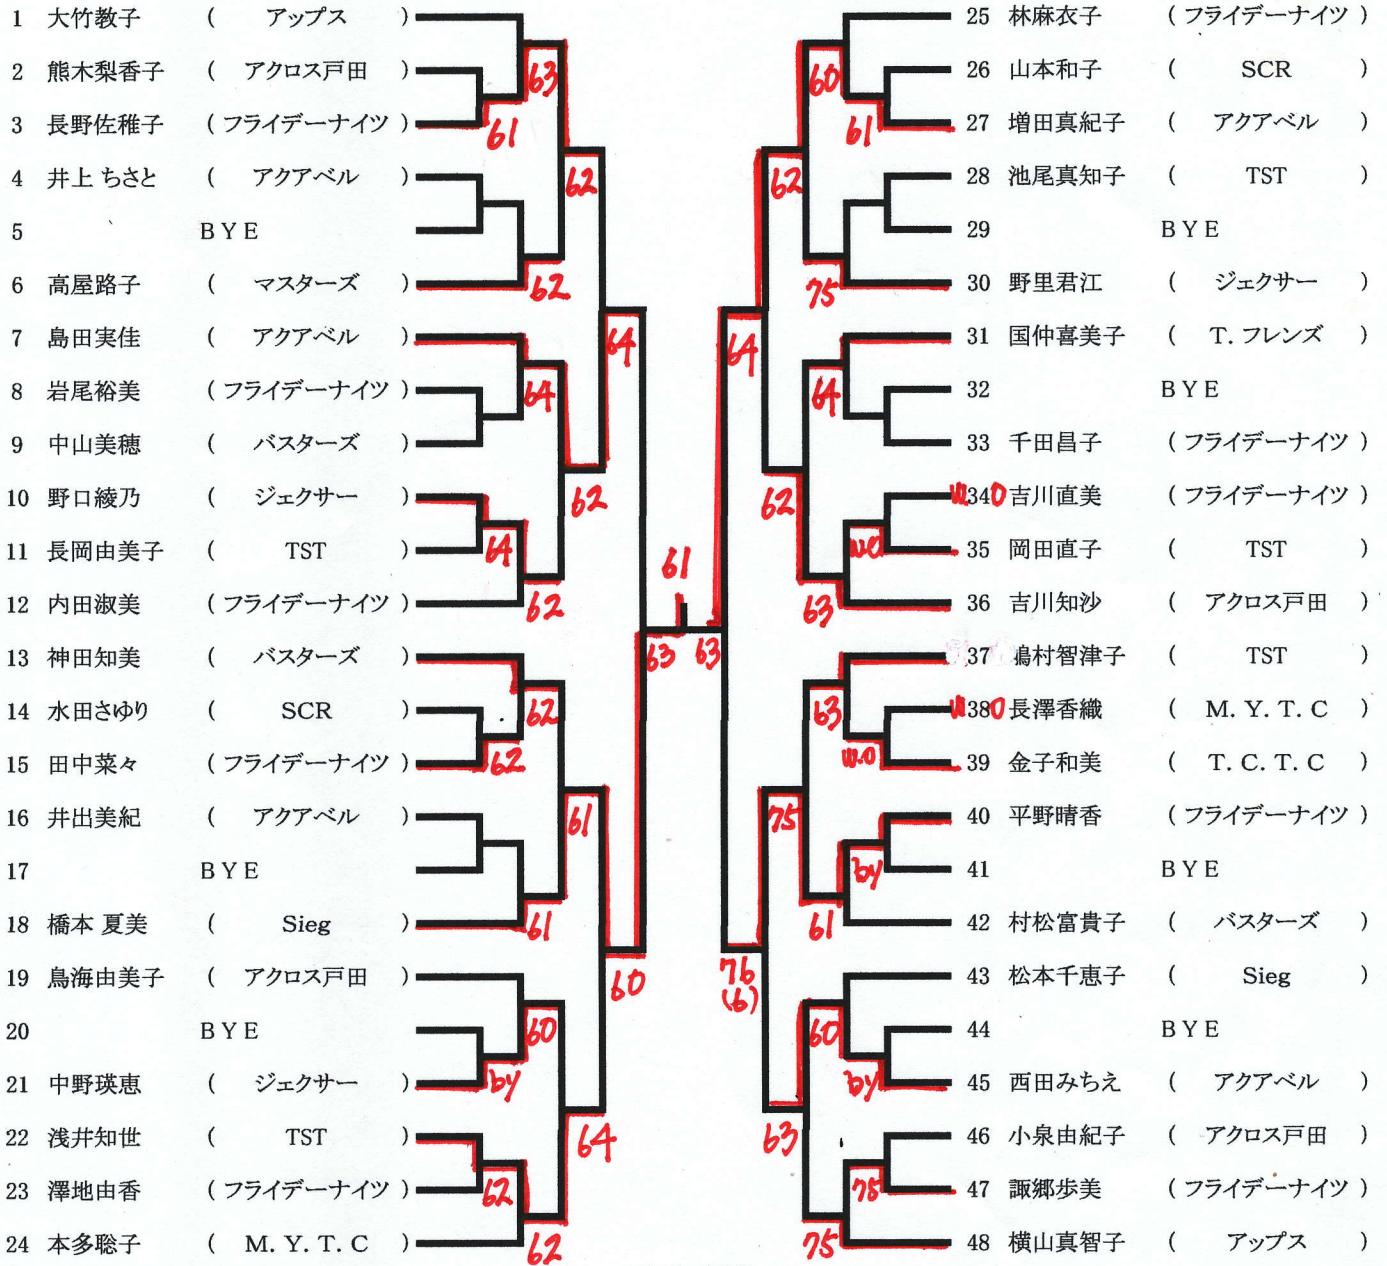 1 大竹教子 ( アップス )
2 熊木梨香子 ( アクロス戸田 )
3 長野佐稚子 ( フライデーナイツ )
4 井上 ちさと ( アクアベル )
5 BYE
6 高屋路子 ( マスターズ )
7 島田実佳 ( アクアベル )
8 岩尾裕美 ( フライデーナイツ )
9 中山美穂 ( バスターズ )
10 野口綾乃 ( ジェクサー )
11 長岡由美子 ( TST )
12 内田淑美 ( フライデーナイツ )
13 神田知美 ( バスターズ )
14 水田さゆり ( SCR )
15 田中菜々 ( フライデーナイツ )
16 井出美紀 ( アクアベル )
17 BYE
18 橋本 夏美 ( Sieg )
19 鳥海由美子 ( アクロス戸田 )
20 BYE
21 中野瑛恵 ( ジェクサー )
22 浅井知世 ( TST )
23 澤地由香 ( フライデーナイツ )
24 本多聡子 ( M. Y. T. C )
63
61
62
62
64
64
62
64
62
62
62
61
61
60
60
by
64
62
62
61
63 63
25 林麻衣子 ( フライデーナイツ )
26 山本和子 ( SCR )
27 増田真紀子 ( アクアベル )
28 池尾真知子 ( TST )
29 BYE
30 野里君江 ( ジェクサー )
31 国仲喜美子 ( T. フレンズ )
32 BYE
33 千田昌子 ( フライデーナイツ )
34 吉川直美 ( フライデーナイツ )
35 岡田直子 ( TST )
36 吉川知沙 ( アクロス戸田 )
37 嶋村智津子 ( TST )
38 長澤香織 ( M. Y. T. C )
39 金子和美 ( T. C. T. C )
40 平野晴香 ( フライデーナイツ )
41 BYE
42 村松富貴子 ( バスターズ )
43 松本千恵子 ( Sieg )
44 BYE
45 西田みちえ ( アクアベル )
46 小泉由紀子 ( アクロス戸田 )
47 諏郷歩美 ( フライデーナイツ )
48 横山真智子 ( アップス )
60
61
62
75
64
64
62
w.o
63
63
w.o
75
by
61
76
(6)
60
by
63
75
75